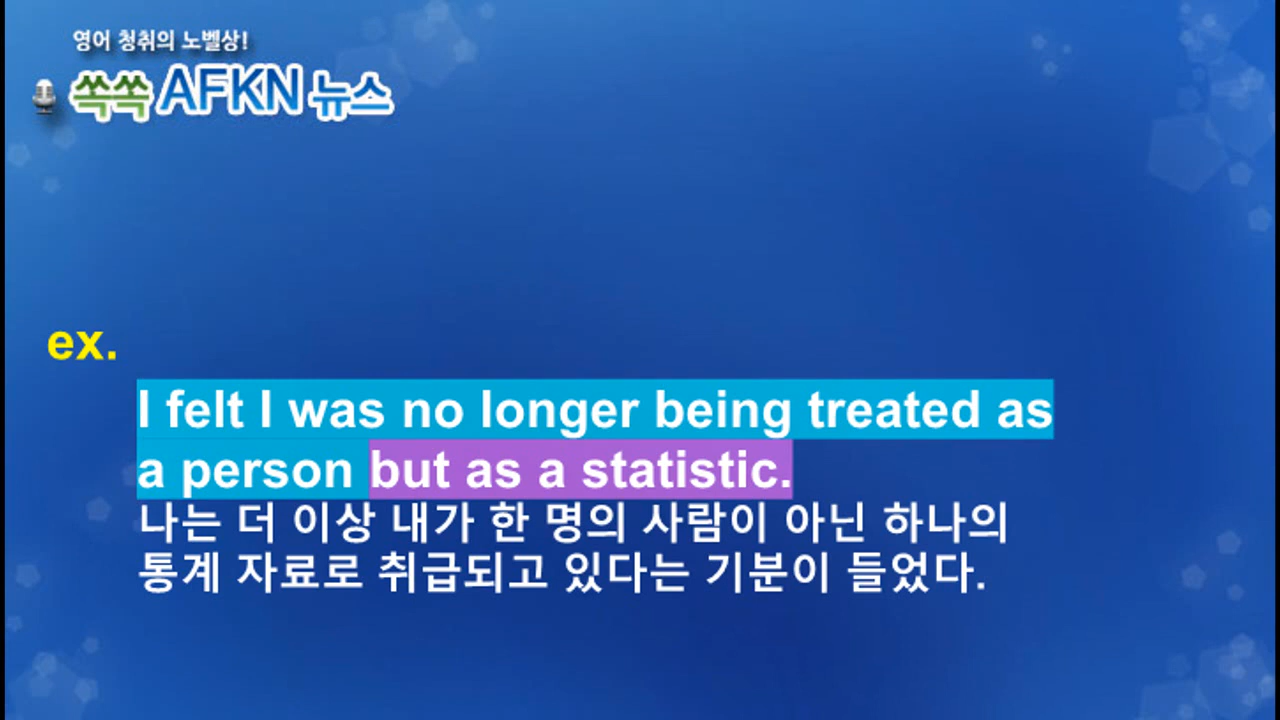 영어 청취의 노벨상!
쏙쏙 AFKN 뉴스
ex.
I felt I was no longer being treated as
a person but as a statistic.
나는 더 이상 내가 한 명의 사람이 아닌 하나의
통계 자료로 취급되고 있다는 기분이 들었다.